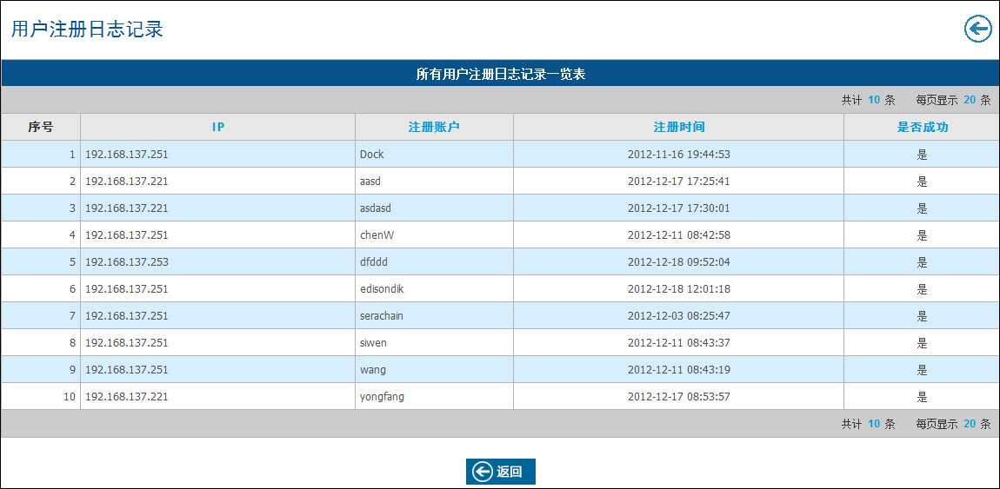 用户注册日志记录
所有用户注册日志记录一览表
共计 10 条 每页显示 20 条
序号 IP 注册账户 注册时间 是否成功
1 192.168.137.251 Dock 2012-11-16 19:44:53 是
2 192.168.137.221 aasd 2012-12-17 17:25:41 是
3 192.168.137.221 asdasd 2012-12-17 17:30:01 是
4 192.168.137.251 chenW 2012-12-11 08:42:58 是
5 192.168.137.253 dfddd 2012-12-18 09:52:04 是
6 192.168.137.251 edisondik 2012-12-18 12:01:18 是
7 192.168.137.251 serachain 2012-12-03 08:25:47 是
8 192.168.137.251 siwen 2012-12-11 08:43:37 是
9 192.168.137.251 wang 2012-12-11 08:43:19 是
10 192.168.137.221 yongfang 2012-12-17 08:53:57 是
共计 10 条 每页显示 20 条
返回